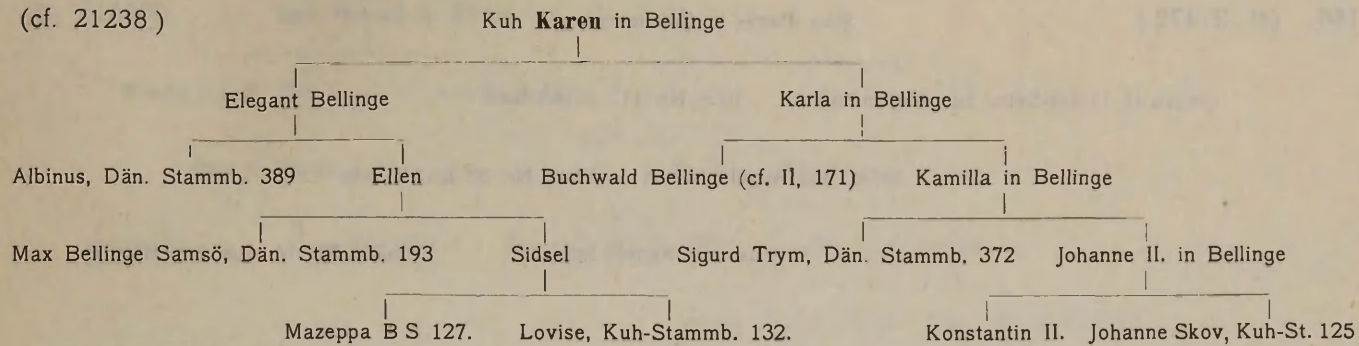 (cf. 21238) Kuh Karen in Bellinge
Elegant Bellinge Karla in Bellinge
Albinus, Dän. Stammb. 389 Ellen Buchwald Bellinge (cf. II, 171) Kamilla in Bellinge
Max Bellinge Samsö, Dän. Stammb. 193 Sidsel Sigurd Trym, Dän. Stammb. 372 Johanne II. in Bellinge
Mazeppa B S 127. Lovise, Kuh-Stammb. 132. Konstantin II. Johanne Skov, Kuh-St. 125